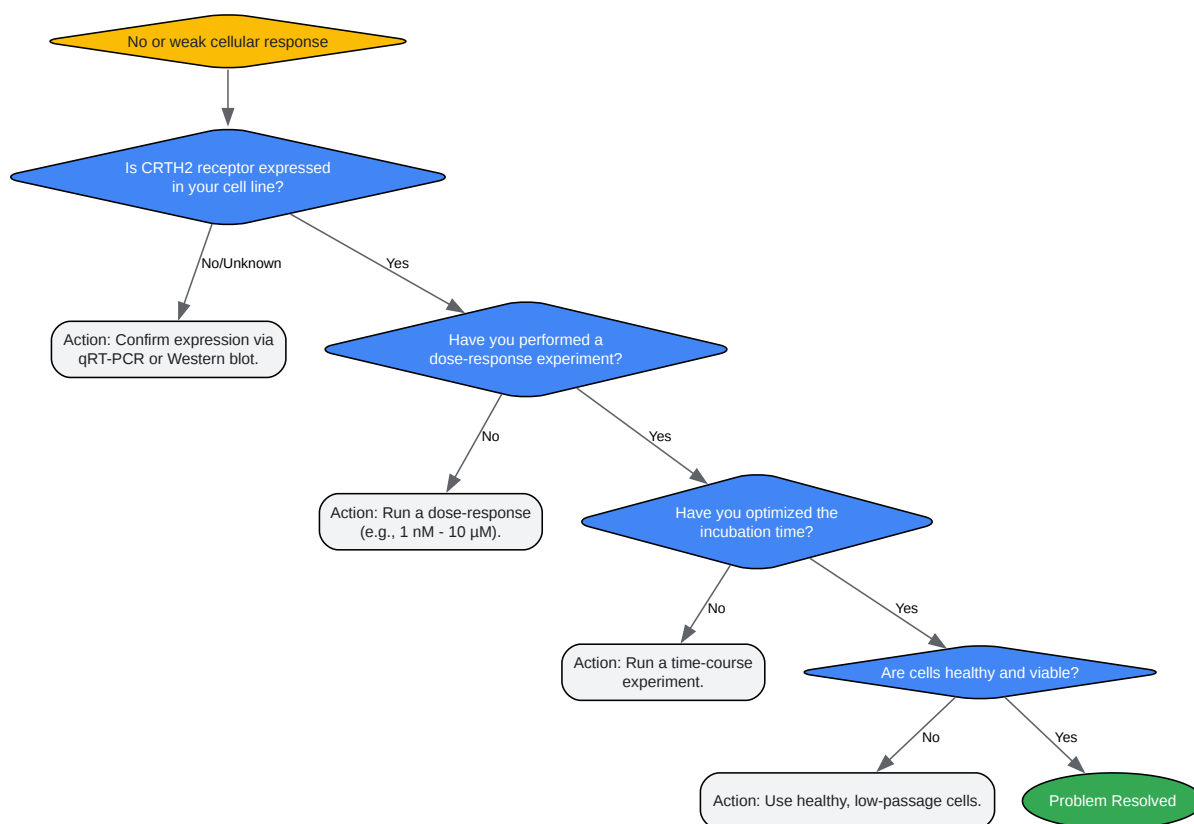 No or weak cellular response
Is CRTH2 receptor expressed
in your cell line?
No/Unknown
Yes
Action: Confirm expression via
qRT-PCR or Western blot.
Have you performed a
dose-response experiment?
No
Yes
Action: Run a dose-response
(e.g., 1 nM - 10 µM).
Have you optimized the
incubation time?
No
Yes
Action: Run a time-course
experiment.
Are cells healthy and viable?
No
Yes
Action: Use healthy, low-passage cells.
Problem Resolved